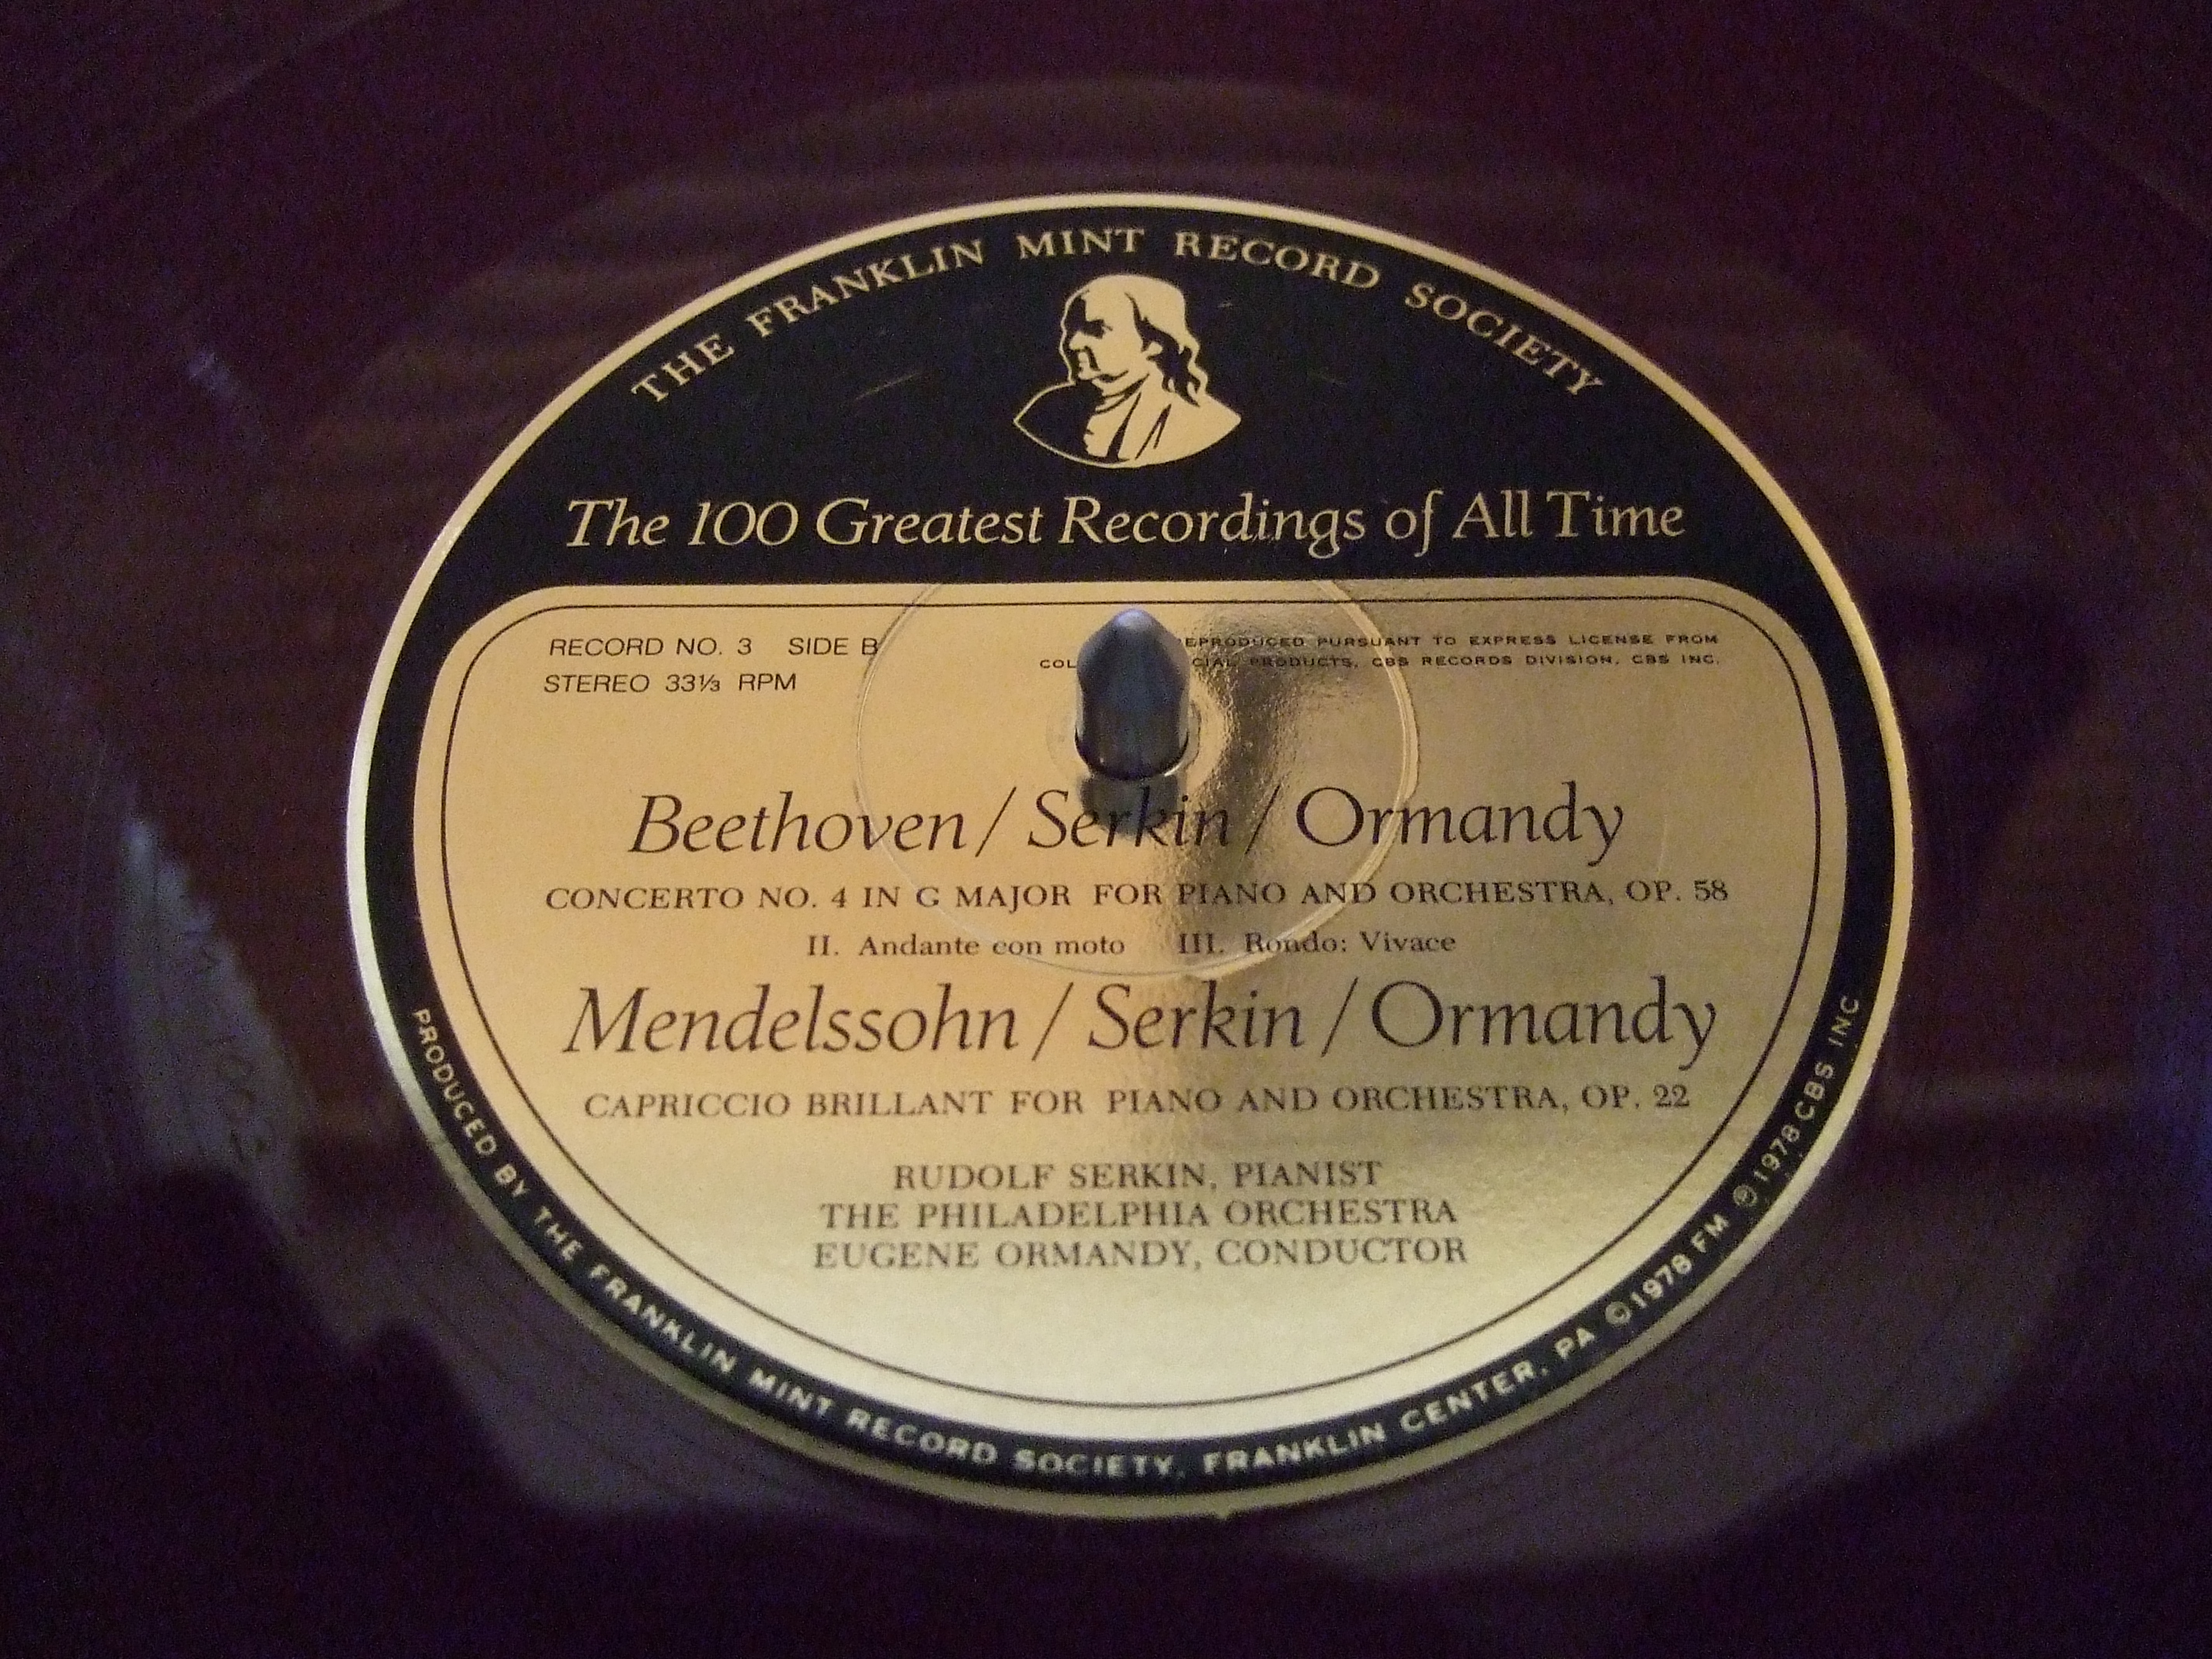 THE FRANKLIN MINT RECORD SOCIETY
The 100 Greatest Recordings of All Time
RECORD NO. 3 SIDE B
STEREO 33⅓ RPM
PURSUANT TO EXPRESS LICENSE FROM
PRODUCTS, CBS RECORDS DIVISION, CBS INC.
Beethoven / Serkin / Ormandy
CONCERTO NO. 4 IN G MAJOR FOR PIANO AND ORCHESTRA, OP. 58
II. Andante con moto III. Rondo: Vivace
Mendelssohn / Serkin / Ormandy
CAPRICCIO BRILLANT FOR PIANO AND ORCHESTRA, OP. 22
RUDOLF SERKIN, PIANIST
THE PHILADELPHIA ORCHESTRA
EUGENE ORMANDY, CONDUCTOR
PRODUCED BY THE FRANKLIN MINT RECORD SOCIETY, FRANKLIN CENTER, PA ©1978 FM ℗1978 CBS INC